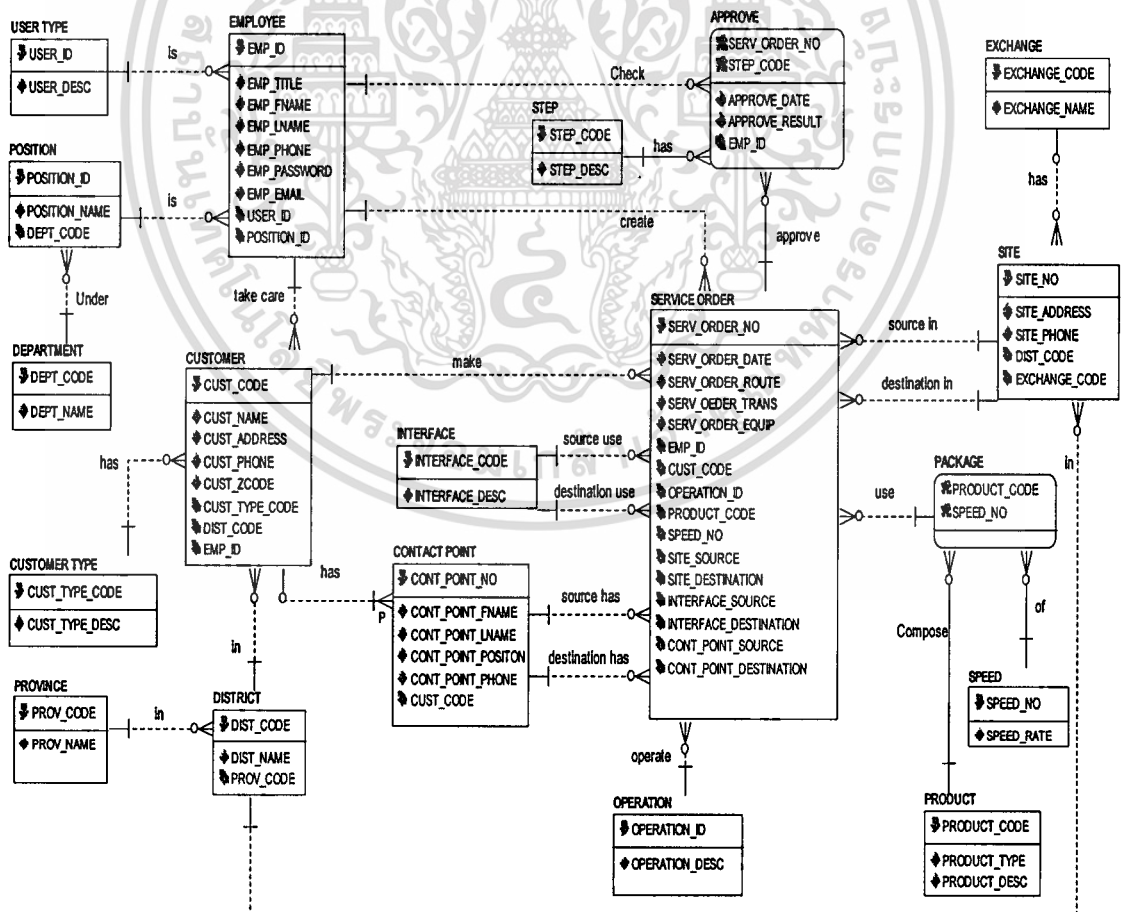 USER TYPE
USER_ID
USER_DESC
is
EMPLOYEE
EMP_ID
EMP_TITLE
EMP_FNAME
EMP_LNAME
EMP_PHONE
EMP_PASSWORD
EMP_EMAIL
USER_ID
POSITION_ID
Check
APPROVE
SERV_ORDER_NO
STEP_CODE
APPROVE_DATE
APPROVE_RESULT
EMP_ID
STEP
STEP_CODE
STEP_DESC
has
EXCHANGE
EXCHANGE_CODE
EXCHANGE_NAME
has
POSITION
POSITION_ID
POSITION_NAME
DEPT_CODE
is
Under
create
approve
take care
DEPARTMENT
DEPT_CODE
DEPT_NAME
SITE
SITE_NO
SITE_ADDRESS
SITE_PHONE
DIST_CODE
EXCHANGE_CODE
source in
destination in
in
CUSTOMER
CUST_CODE
CUST_NAME
CUST_ADDRESS
CUST_PHONE
CUST_ZCODE
CUST_TYPE_CODE
DIST_CODE
EMP_ID
make
has
SERVICE ORDER
SERV_ORDER_NO
SERV_ORDER_DATE
SERV_ORDER_ROUTE
SERV_OEDER_TRANS
SERV_ORDER_EQUIP
EMP_ID
CUST_CODE
OPERATION_ID
PRODUCT_CODE
SPEED_NO
SITE_SOURCE
SITE_DESTINATION
INTERFACE_SOURCE
INTERFACE_DESTINATION
CONT_POINT_SOURCE
CONT_POINT_DESTINATION
INTERFACE
INTERFACE_CODE
INTERFACE_DESC
source use
destination use
PACKAGE
PRODUCT_CODE
SPEED_NO
use
CUSTOMER TYPE
CUST_TYPE_CODE
CUST_TYPE_DESC
has
P
CONTACT POINT
CONT_POINT_NO
CONT_POINT_FNAME
CONT_POINT_LNAME
CONT_POINT_POSITON
CONT_POINT_PHONE
CUST_CODE
source has
destination has
Compose
of
SPEED
SPEED_NO
SPEED_RATE
in
PROVINCE
PROV_CODE
PROV_NAME
in
DISTRICT
DIST_CODE
DIST_NAME
PROV_CODE
operate
OPERATION
OPERATION_ID
OPERATION_DESC
PRODUCT
PRODUCT_CODE
PRODUCT_TYPE
PRODUCT_DESC